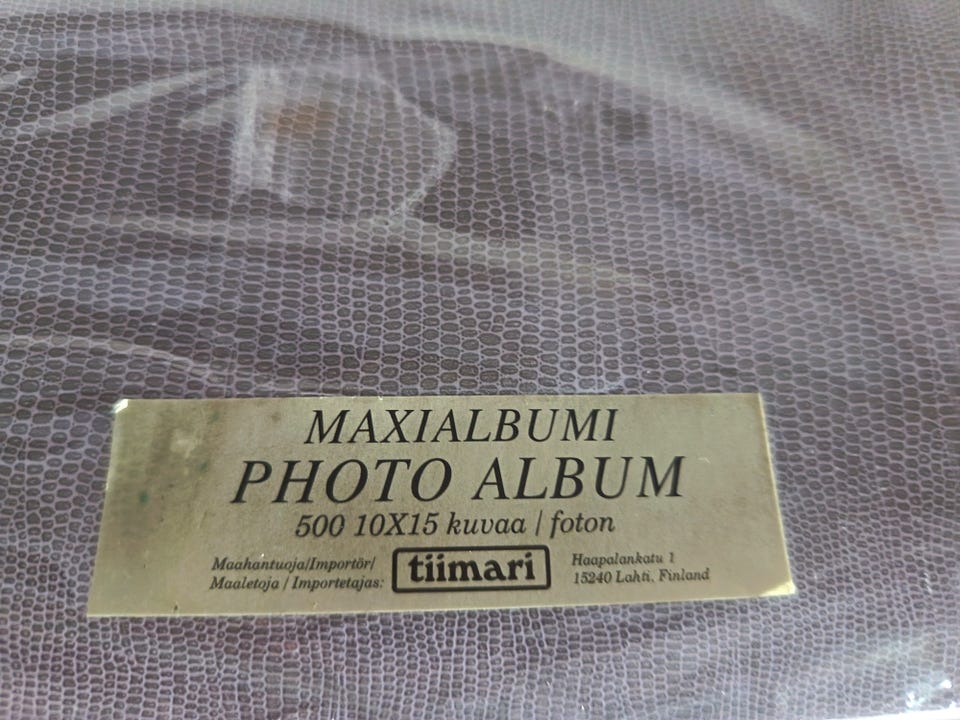 MAXIALBUMI
PHOTO ALBUM
500 10X15 kuvaa / foton
Maahantuoja/Importör/
Maaletoja / Importetajas:
tiimari
Haapalankatu 1
15240 Lahti, Finland